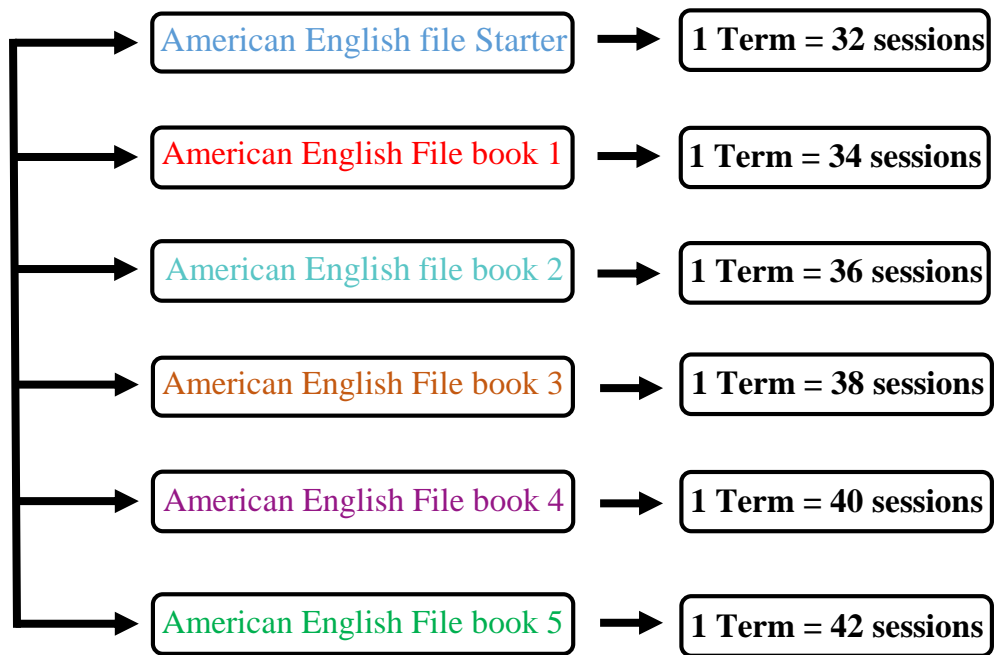 American English file Starter
1 Term = 32 sessions
American English File book 1
1 Term = 34 sessions
American English file book 2
1 Term = 36 sessions
American English File book 3
1 Term = 38 sessions
American English File book 4
1 Term = 40 sessions
American English File book 5
1 Term = 42 sessions